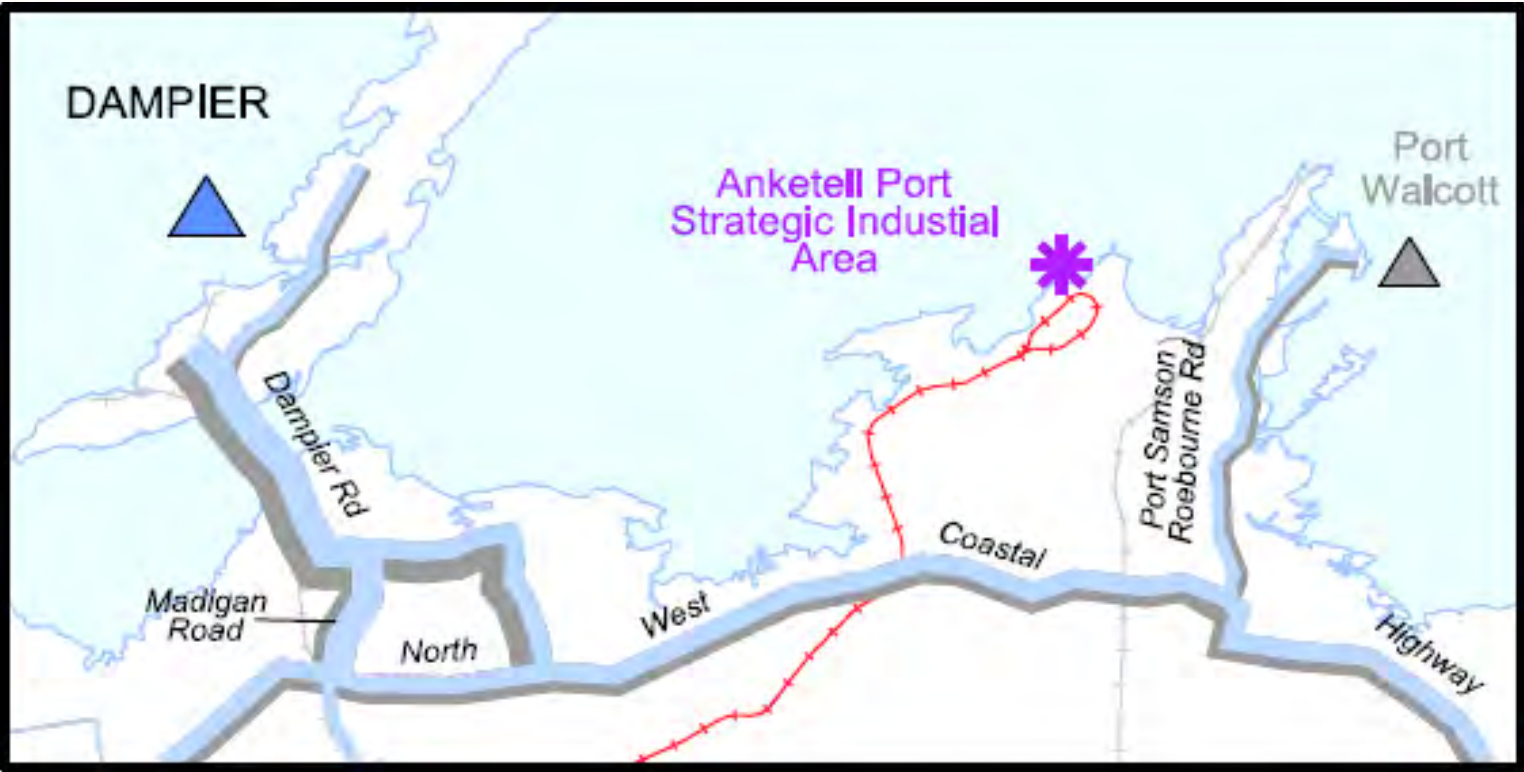 DAMPIER
Port
Walcott
Anketell Port
Strategic Industial
Area
Dampier Rd
Port Samson
Roebourne Rd
Coastal
Madigan
Road
West
North
Highway